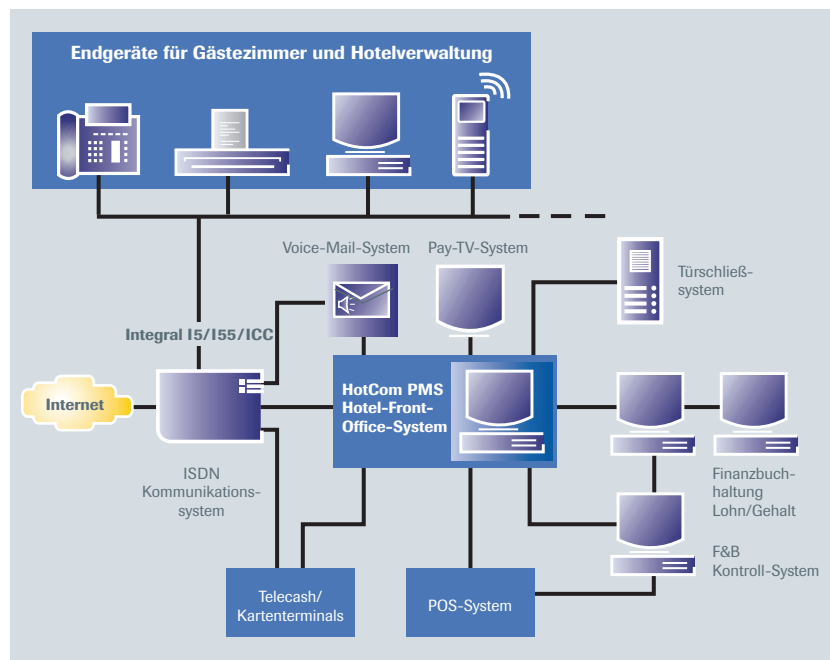 Endgeräte für Gästezimmer und Hotelverwaltung
Voice-Mail-System
Pay-TV-System
Türschließ-
system
Integral I5/I55/ICC
Internet
HotCom PMS
Hotel-Front-
Office-System
ISDN
Kommunikations-
system
Finanzbuch-
haltung
Lohn/Gehalt
F&B
Kontroll-System
Telecash/
Kartenterminals
POS-System